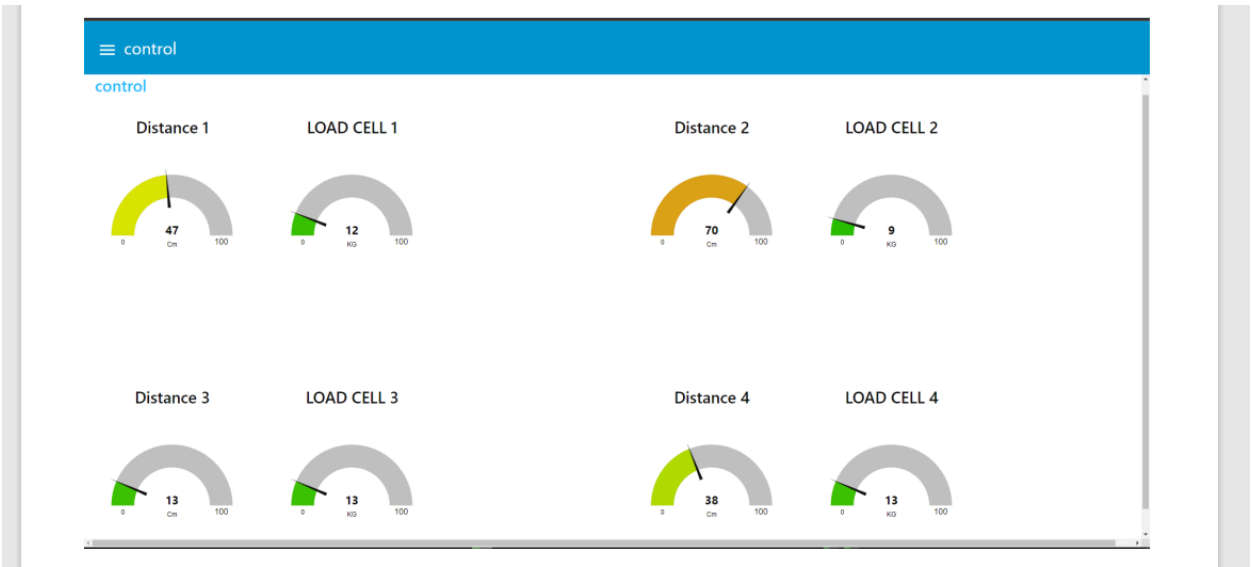 control
control
Distance 1 LOAD CELL 1 Distance 2 LOAD CELL 2
47 12 70 9
0 Cm 100 0 KG 100 0 Cm 100 0 KG 100
Distance 3 LOAD CELL 3 Distance 4 LOAD CELL 4
13 13 38 13
0 Cm 100 0 KG 100 0 Cm 100 0 KG 100